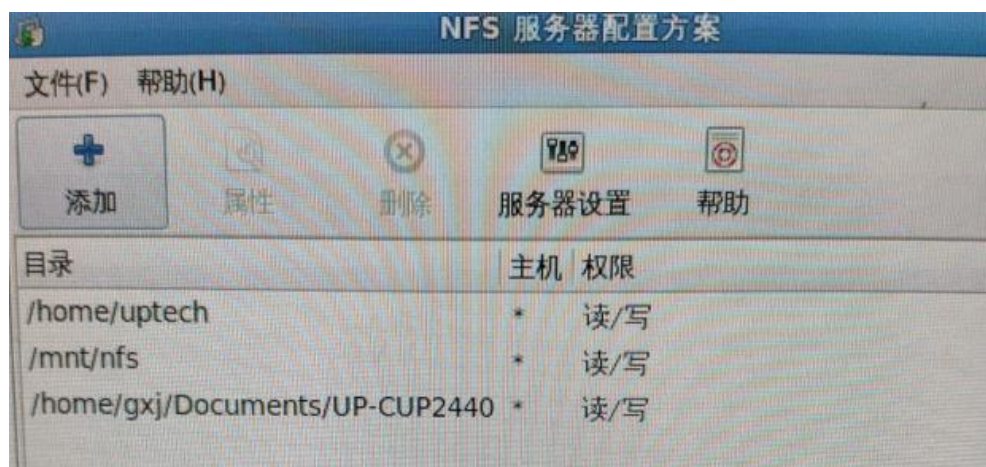 NFS 服务器配置方案
文件(F) 帮助(H)
添加 属性 删除 服务器设置 帮助
目录 主机 权限
/home/uptech * 读/写
/mnt/nfs * 读/写
/home/gxj/Documents/UP-CUP2440 * 读/写